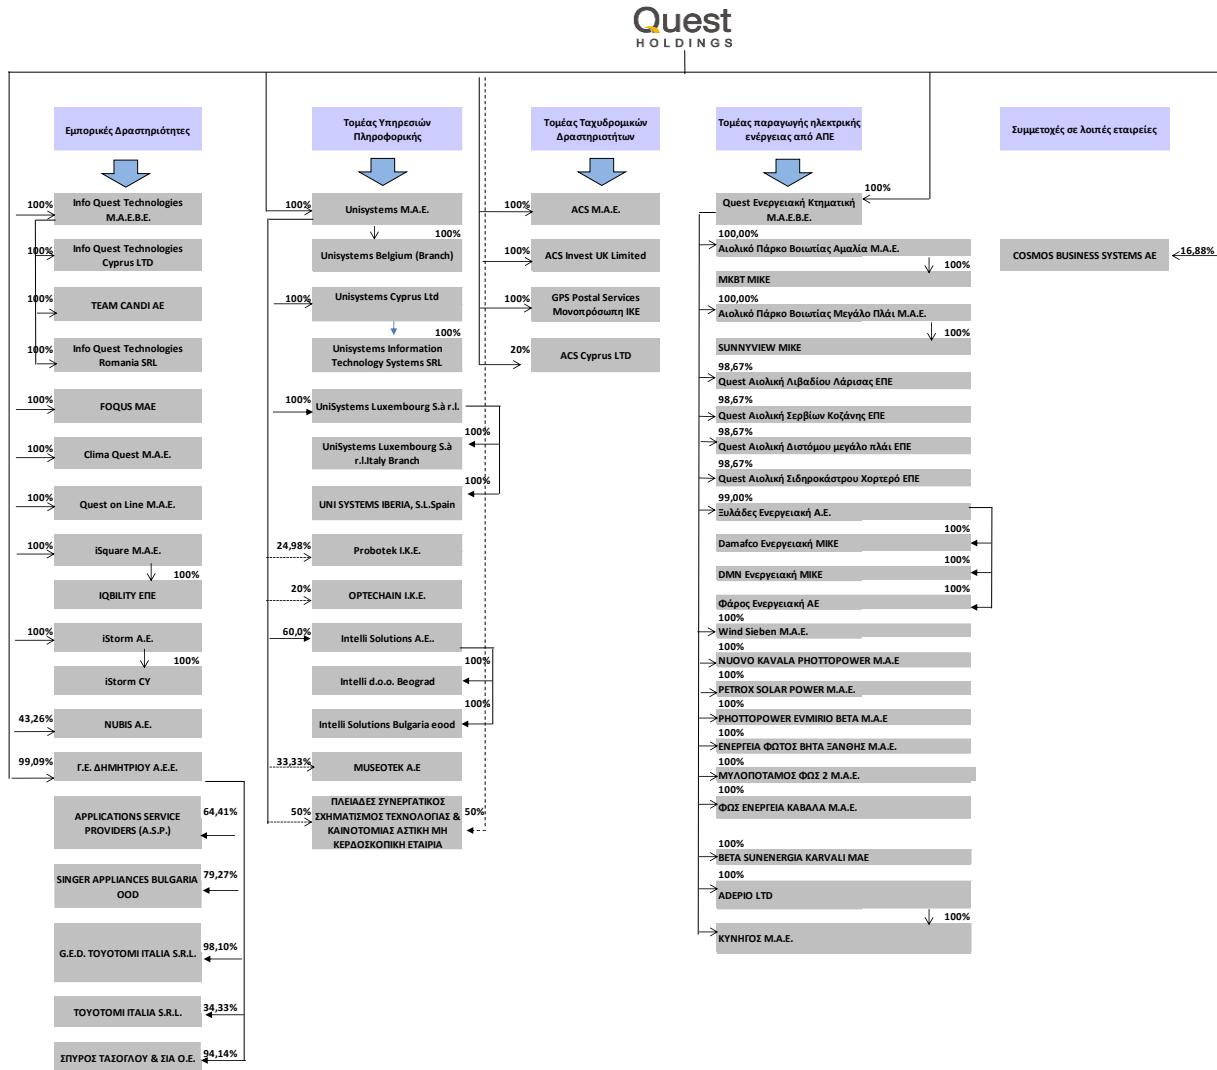 Quest
HOLDINGS
Εμπορικές Δραστηριότητες
100%
Info Quest Technologies
Μ.Α.Ε.Β.Ε.
100%
Info Quest Technologies
Cyprus LTD
100%
TEAM CANDI AE
100%
Info Quest Technologies
Romania SRL
100%
FOQUS MAE
100%
Clima Quest Μ.Α.Ε.
100%
Quest on Line Μ.Α.Ε.
100%
iSquare Μ.Α.Ε.
100%
IQBILITY ΕΠΕ
100%
iStorm Α.Ε.
100%
iStorm CY
43,26%
NUBIS Α.Ε.
99,09%
Γ.Ε. ΔΗΜΗΤΡΙΟΥ Α.Ε.Ε.
APPLICATIONS SERVICE
PROVIDERS (A.S.P.)
64,41%
SINGER APPLIANCES BULGARIA
OOD
79,27%
G.E.D. TOYOTOMI ITALIA S.R.L.
98,10%
TOYOTOMI ITALIA S.R.L.
34,33%
ΣΠΥΡΟΣ ΤΑΣΟΓΛΟΥ & ΣΙΑ Ο.Ε.
94,14%
Τομέας Υπηρεσιών
Πληροφορικής
100%
Unisystems Μ.Α.Ε.
100%
Unisystems Belgium (Branch)
100%
Unisystems Cyprus Ltd
100%
Unisystems Information
Technology Systems SRL
100%
UniSystems Luxembourg S.à r.l.
100%
UniSystems Luxembourg S.à
r.l.Italy Branch
100%
UNI SYSTEMS IBERIA, S.L.Spain
24,98%
Probotek Ι.Κ.Ε.
20%
OPTECHAIN Ι.Κ.Ε.
60,0%
Intelli Solutions Α.Ε..
100%
Intelli d.o.o. Beograd
100%
Intelli Solutions Bulgaria eood
33,33%
MUSEOTEK Α.Ε
50%
ΠΛΕΙΑΔΕΣ ΣΥΝΕΡΓΑΤΙΚΟΣ
ΣΧΗΜΑΤΙΣΜΟΣ ΤΕΧΝΟΛΟΓΙΑΣ &
ΚΑΙΝΟΤΟΜΙΑΣ ΑΣΤΙΚΗ ΜΗ
ΚΕΡΔΟΣΚΟΠΙΚΗ ΕΤΑΙΡΙΑ
50%
Τομέας Ταχυδρομικών
Δραστηριοτήτων
100%
ACS Μ.Α.Ε.
100%
ACS Invest UK Limited
100%
GPS Postal Services
Μονοπρόσωπη ΙΚΕ
20%
ACS Cyprus LTD
Τομέας παραγωγής ηλεκτρικής
ενέργειας από ΑΠΕ
100%
Quest Ενεργειακή Κτηματική
Μ.Α.Ε.Β.Ε.
100,00%
Αιολικό Πάρκο Βοιωτίας Αμαλία Μ.Α.Ε.
100%
ΜΚΒΤ ΜΙΚΕ
100,00%
Αιολικό Πάρκο Βοιωτίας Μεγάλο Πλάι Μ.Α.Ε.
100%
SUNNYVIEW ΜΙΚΕ
98,67%
Quest Αιολική Λιβαδίου Λάρισας ΕΠΕ
98,67%
Quest Αιολική Σερβίων Κοζάνης ΕΠΕ
98,67%
Quest Αιολική Διστόμου μεγάλο πλάι ΕΠΕ
98,67%
Quest Αιολική Σιδηροκάστρου Χορτερό ΕΠΕ
99,00%
Ξυλάδες Ενεργειακή Α.Ε.
100%
Damafco Ενεργειακή ΜΙΚΕ
100%
DMN Ενεργειακή ΜΙΚΕ
100%
Φάρος Ενεργειακή ΑΕ
100%
Wind Sieben Μ.Α.Ε.
100%
NUOVO KAVALA PHOTTOPOWER Μ.Α.Ε
100%
PETROX SOLAR POWER Μ.Α.Ε.
100%
PHOTTOPOWER EVMIRIO BETA Μ.Α.Ε
100%
ΕΝΕΡΓΕΙΑ ΦΩΤΟΣ ΒΗΤΑ ΞΑΝΘΗΣ Μ.Α.Ε.
100%
ΜΥΛΟΠΟΤΑΜΟΣ ΦΩΣ 2 Μ.Α.Ε.
100%
ΦΩΣ ΕΝΕΡΓΕΙΑ ΚΑΒΑΛΑ Μ.Α.Ε.
100%
BETA SUNENERGIA KARVALI MAE
100%
ADEPIO LTD
100%
ΚΥΝΗΓΟΣ Μ.Α.Ε.
Συμμετοχές σε λοιπές εταιρείες
COSMOS BUSINESS SYSTEMS AE
16,88%